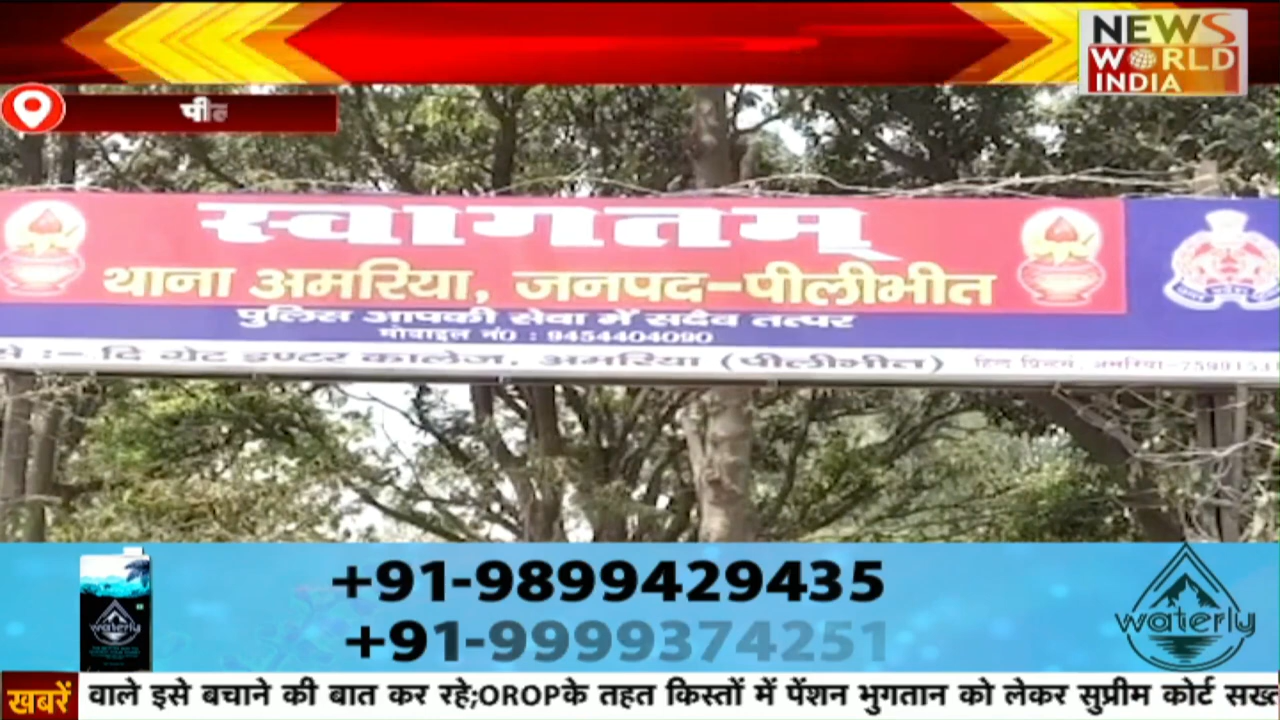 NEWS
WORLD
INDIA
स्वागतम्
थाना अमरिया, जनपद-पीलीभीत
पुलिस आपकी सेवा में सदैव तत्पर
मोबाइल नं0 : 9454404090
से :- दि ग्रेट इण्टर कालेज, अमरिया (पीलीभीत)
+91-9899429435
+91-9999374251
waterly
waterly
खबरें वाले इसे बचाने की बात कर रहे;OROPके तहत किस्तों में पेंशन भुगतान को लेकर सुप्रीम कोर्ट सख्त